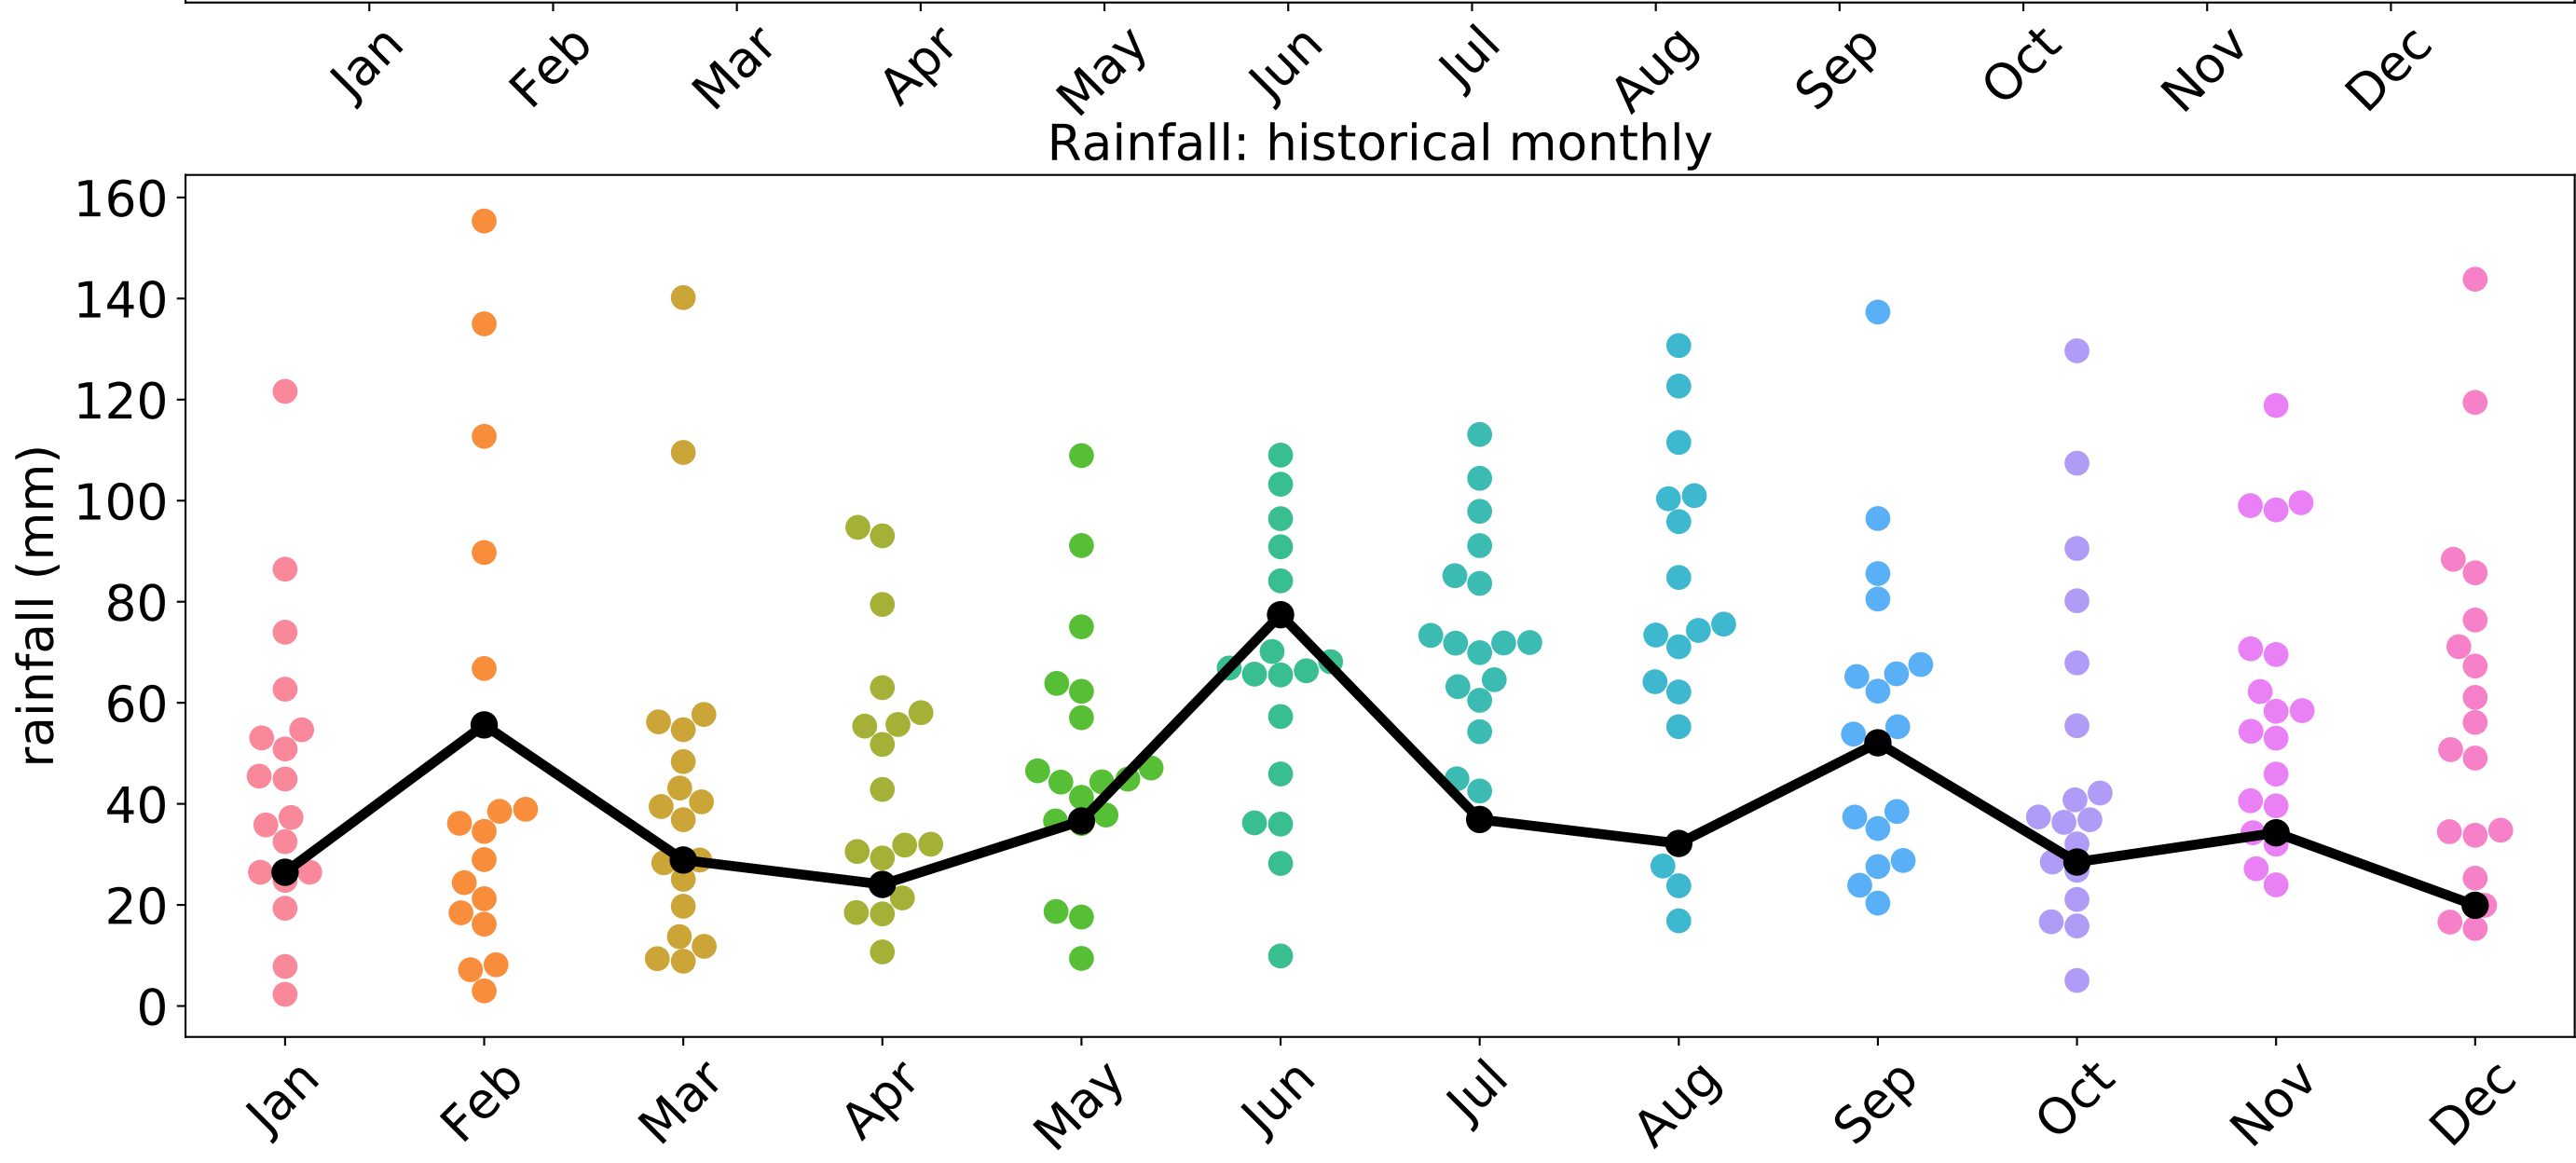 Jan Feb Mar Apr May Jun Jul Aug Sep Oct Nov Dec
Rainfall: historical monthly
rainfall (mm)
160
140
120
100
80
60
40
20
0
Jan Feb Mar Apr May Jun Jul Aug Sep Oct Nov Dec